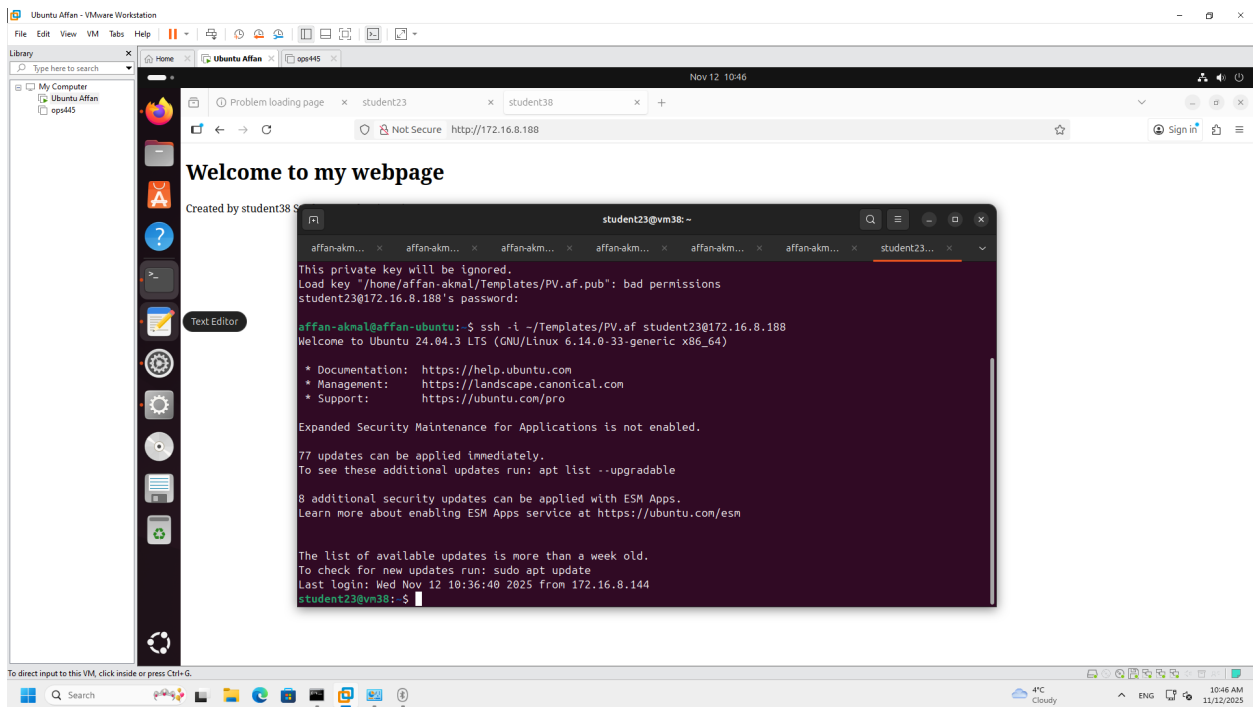 Ubuntu Affan - VMware Workstation
File Edit View VM Tabs Help
Library
Type here to search
My Computer
Ubuntu Affan
ops445
Home
Ubuntu Affan
ops445
Nov 12 10:46
Problem loading page
student23
student38
Not Secure http://172.16.8.188
Sign in
Welcome to my webpage
Created by student38 S
student23@vm38: ~
affan-akm... affan-akm... affan-akm... affan-akm... affan-akm... affan-akm... student23...
This private key will be ignored.
Load key "/home/affan-akmal/Templates/PV.af.pub": bad permissions
student23@172.16.8.188's password:
affan-akmal@affan-ubuntu:~$ ssh -i ~/Templates/PV.af student23@172.16.8.188
Welcome to Ubuntu 24.04.3 LTS (GNU/Linux 6.14.0-33-generic x86_64)
* Documentation: https://help.ubuntu.com
* Management: https://landscape.canonical.com
* Support: https://ubuntu.com/pro
Expanded Security Maintenance for Applications is not enabled.
77 updates can be applied immediately.
To see these additional updates run: apt list --upgradable
8 additional security updates can be applied with ESM Apps.
Learn more about enabling ESM Apps service at https://ubuntu.com/esm
The list of available updates is more than a week old.
To check for new updates run: sudo apt update
Last login: Wed Nov 12 10:36:40 2025 from 172.16.8.144
student23@vm38:~$
Text Editor
To direct input to this VM, click inside or press Ctrl+G.
Search
4°C
Cloudy
ENG
10:46 AM
11/12/2025